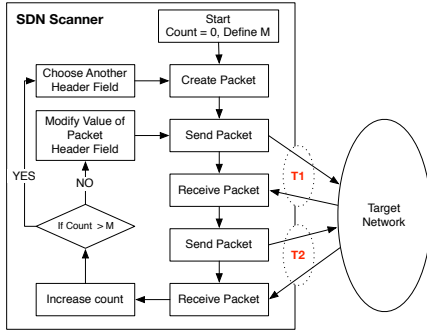 SDN Scanner
Start
Count = 0, Define M
Choose Another
Header Field
Create Packet
Modify Value of
Packet
Header Field
Send Packet
YES
NO
T1
Receive Packet
Target
Network
If Count > M
Send Packet
T2
Increase count
Receive Packet